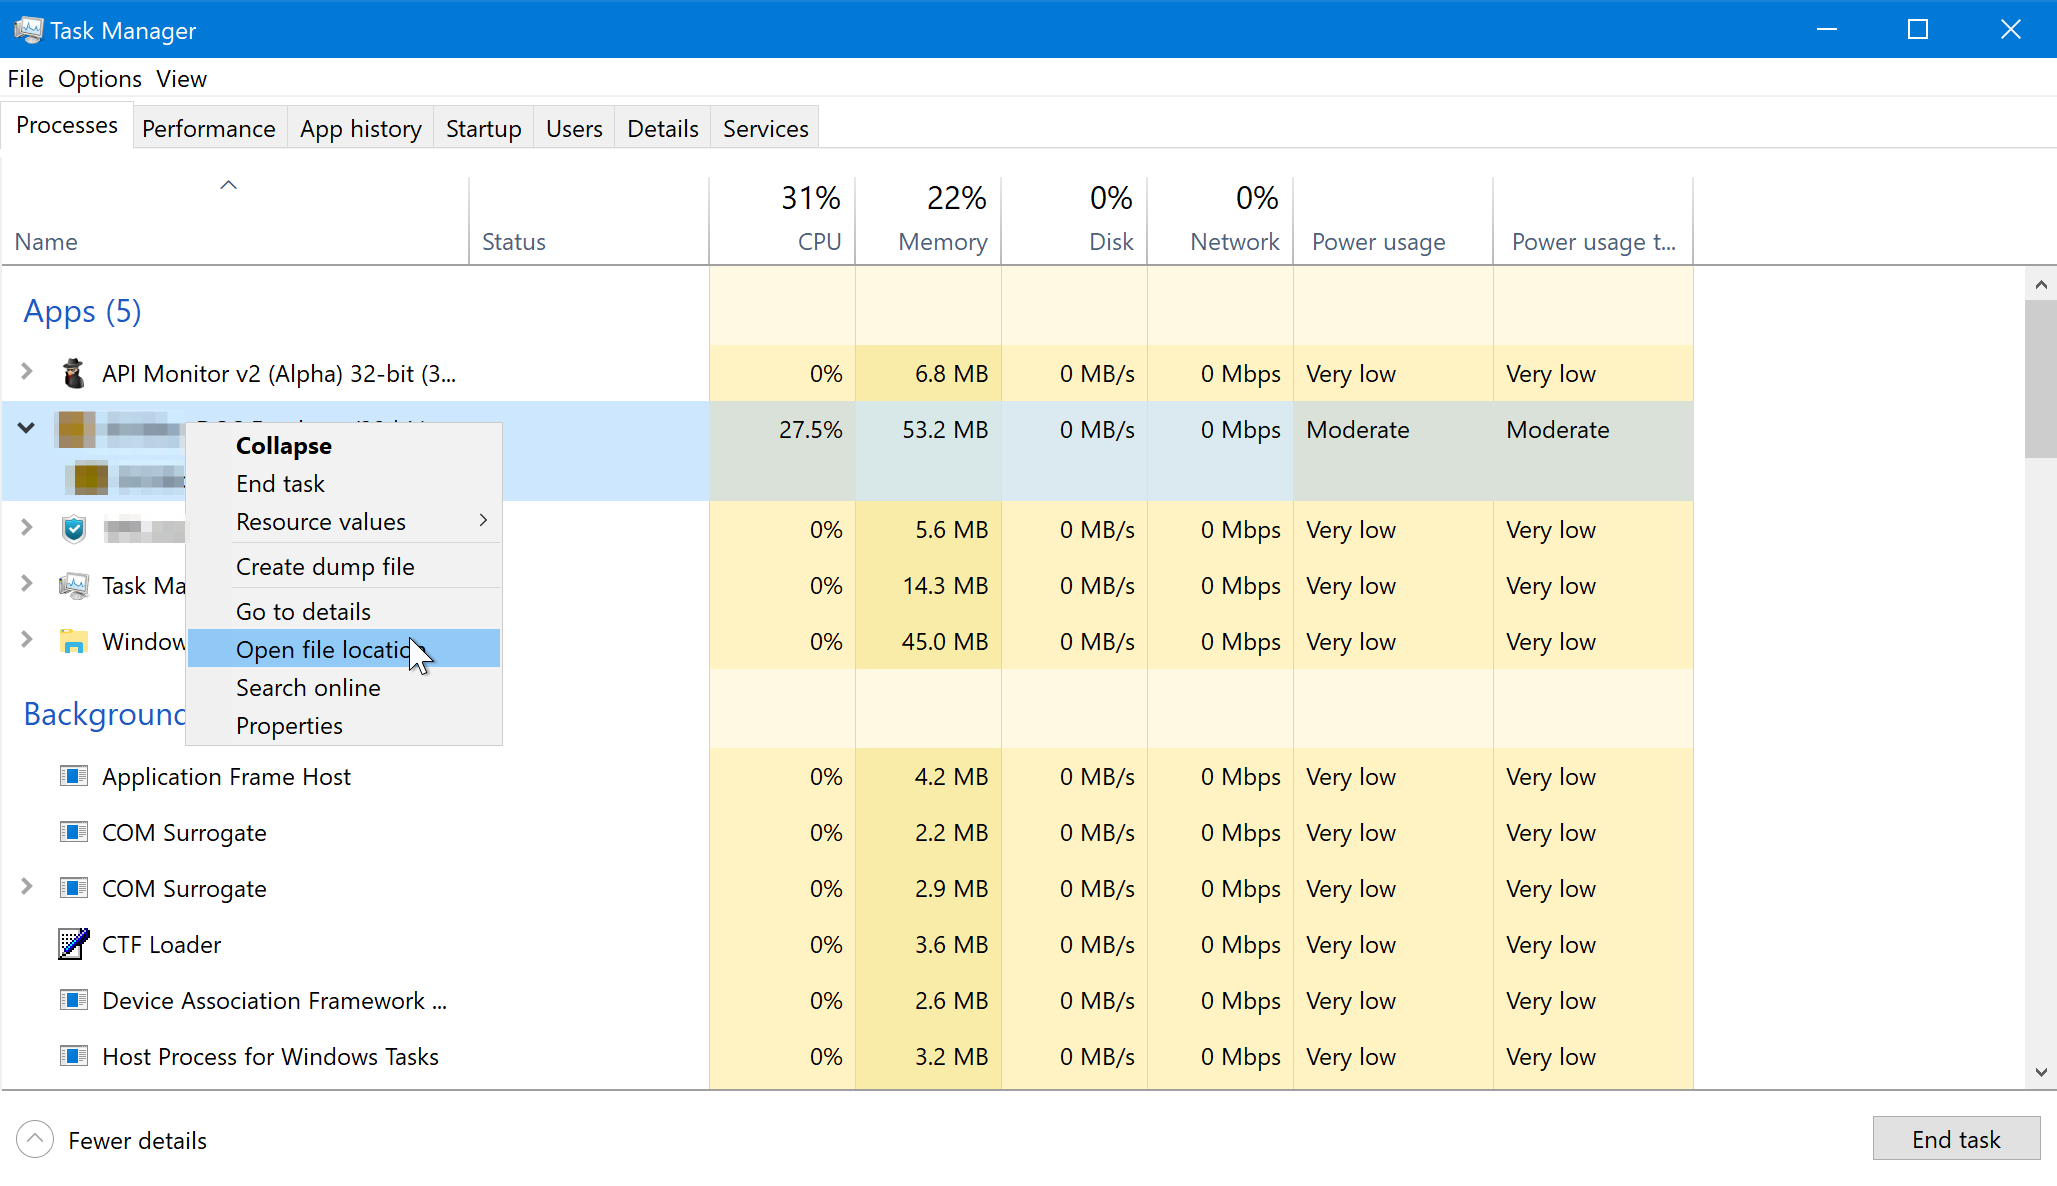 Task Manager
File Options View
Processes Performance App history Startup Users Details Services
31% 22% 0% 0%
Name Status CPU Memory Disk Network Power usage Power usage t...
Apps (5)
API Monitor v2 (Alpha) 32-bit (3... 0% 6.8 MB 0 MB/s 0 Mbps Very low Very low
27.5% 53.2 MB 0 MB/s 0 Mbps Moderate Moderate
Collapse
End task
Resource values
0% 5.6 MB 0 MB/s 0 Mbps Very low Very low
Create dump file
Task Ma 0% 14.3 MB 0 MB/s 0 Mbps Very low Very low
Go to details
Window 0% 45.0 MB 0 MB/s 0 Mbps Very low Very low
Open file location
Search online
Background
Properties
Application Frame Host 0% 4.2 MB 0 MB/s 0 Mbps Very low Very low
COM Surrogate 0% 2.2 MB 0 MB/s 0 Mbps Very low Very low
COM Surrogate 0% 2.9 MB 0 MB/s 0 Mbps Very low Very low
CTF Loader 0% 3.6 MB 0 MB/s 0 Mbps Very low Very low
Device Association Framework ... 0% 2.6 MB 0 MB/s 0 Mbps Very low Very low
Host Process for Windows Tasks 0% 3.2 MB 0 MB/s 0 Mbps Very low Very low
Fewer details End task